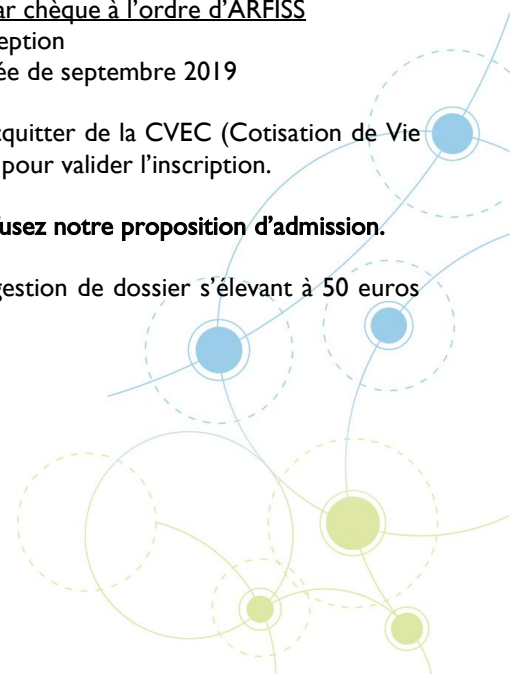 ar chèque à l’ordre d’ARFISS
eption
ée de septembre 2019
cquitter de la CVEC (Cotisation de Vie
pour valider l’inscription.
usez notre proposition d’admission.
gestion de dossier s’élevant à 50 euros